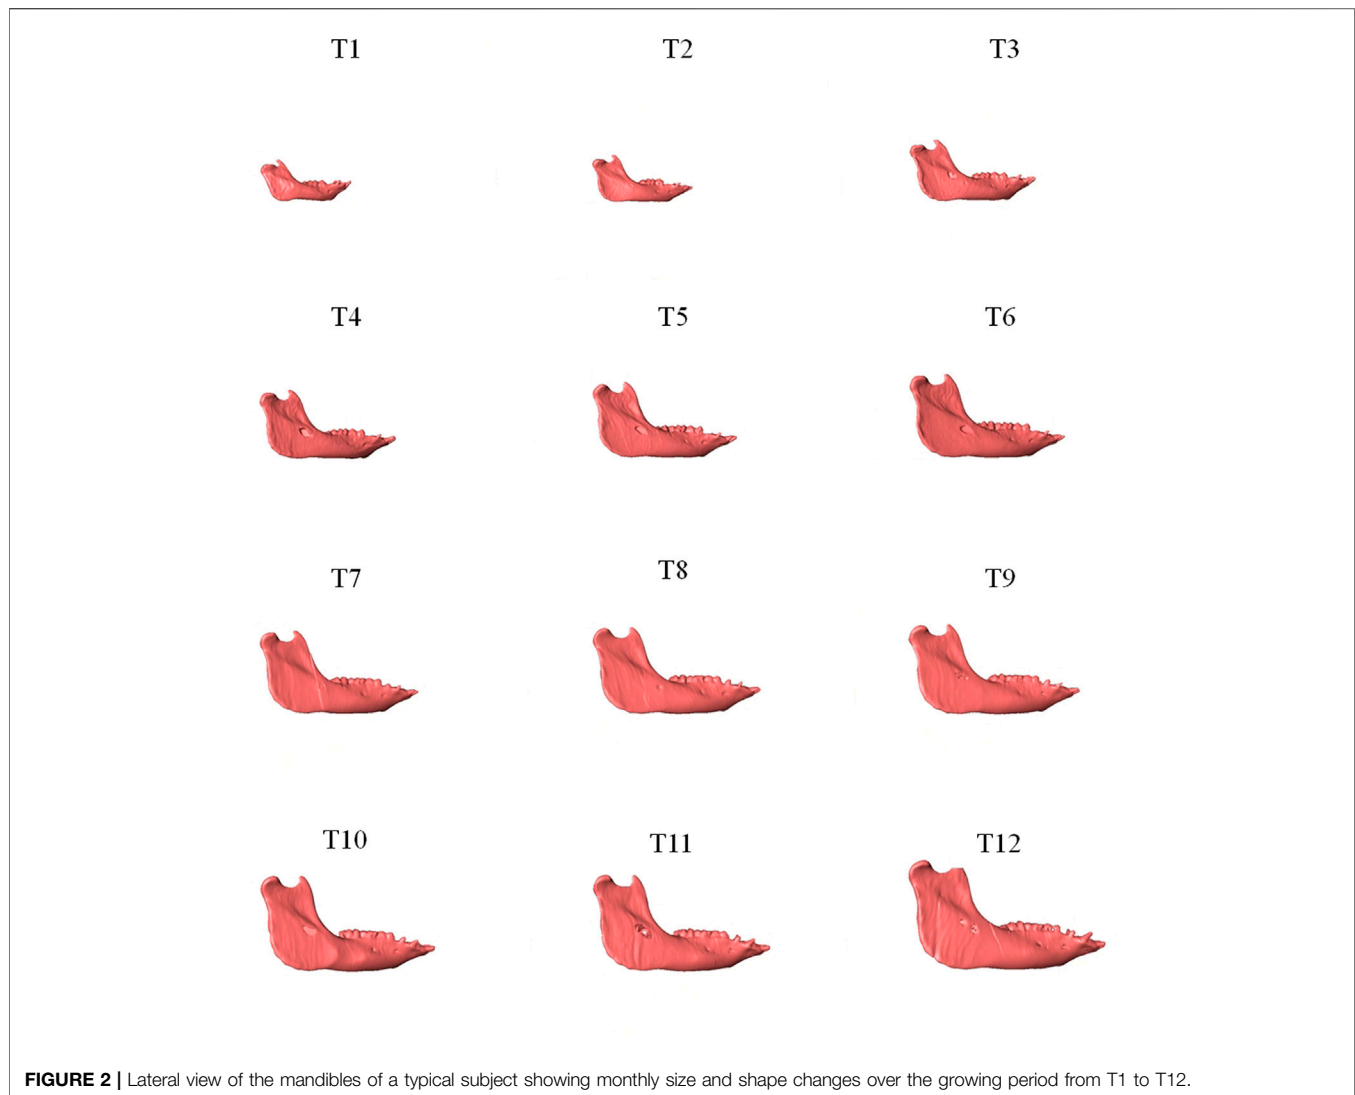 T1 T2 T3
T4 T5 T6
T7 T8 T9
T10 T11 T12
FIGURE 2 | Lateral view of the mandibles of a typical subject showing monthly size and shape changes over the growing period from T1 to T12.